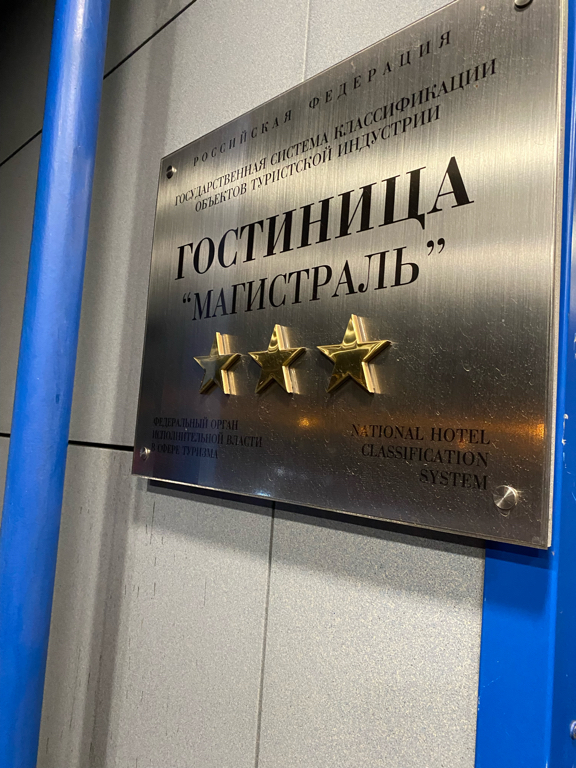 РОССИЙСКАЯ ФЕДЕРАЦИЯ
ГОСУДАРСТВЕННАЯ СИСТЕМА КЛАССИФИКАЦИИ
ОБЪЕКТОВ ТУРИСТСКОЙ ИНДУСТРИИ
ГОСТИНИЦА
“МАГИСТРАЛЬ”
ФЕДЕРАЛЬНЫЙ ОРГАН
ИСПОЛНИТЕЛЬНОЙ ВЛАСТИ
В СФЕРЕ ТУРИЗМА
NATIONAL HOTEL
CLASSIFICATION
SYSTEM